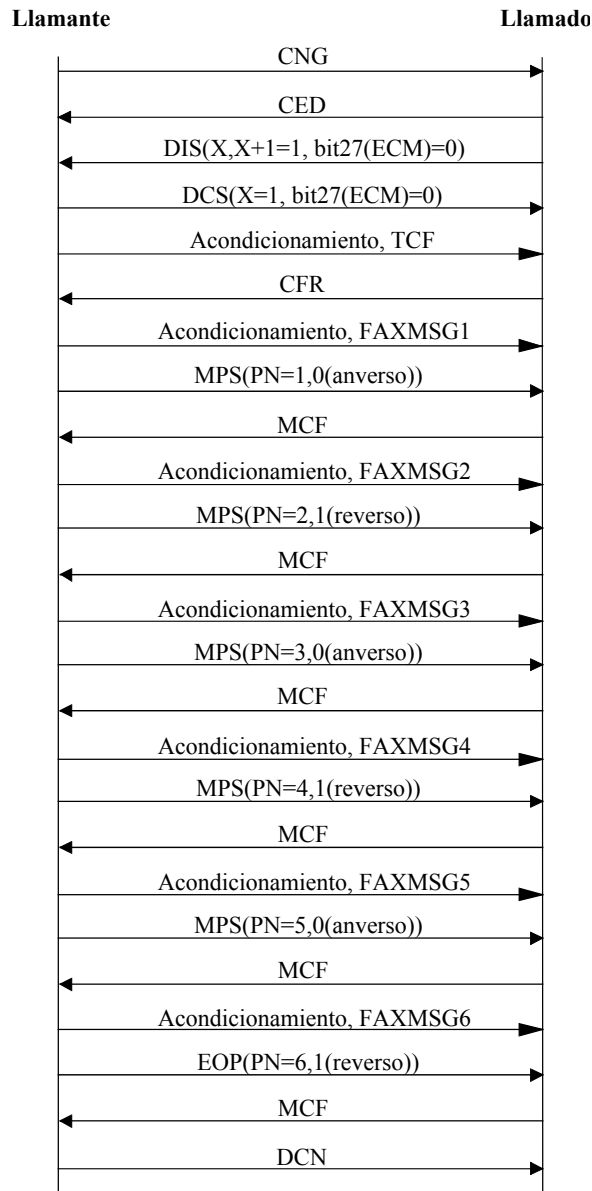 Llamante Llamado
CNG
CED
DIS(X,X+1=1, bit27(ECM)=0)
DCS(X=1, bit27(ECM)=0)
Acondicionamiento, TCF
CFR
Acondicionamiento, FAXMSG1
MPS(PN=1,0(anverso))
MCF
Acondicionamiento, FAXMSG2
MPS(PN=2,1(reverso))
MCF
Acondicionamiento, FAXMSG3
MPS(PN=3,0(anverso))
MCF
Acondicionamiento, FAXMSG4
MPS(PN=4,1(reverso))
MCF
Acondicionamiento, FAXMSG5
MPS(PN=5,0(anverso))
MCF
Acondicionamiento, FAXMSG6
EOP(PN=6,1(reverso))
MCF
DCN